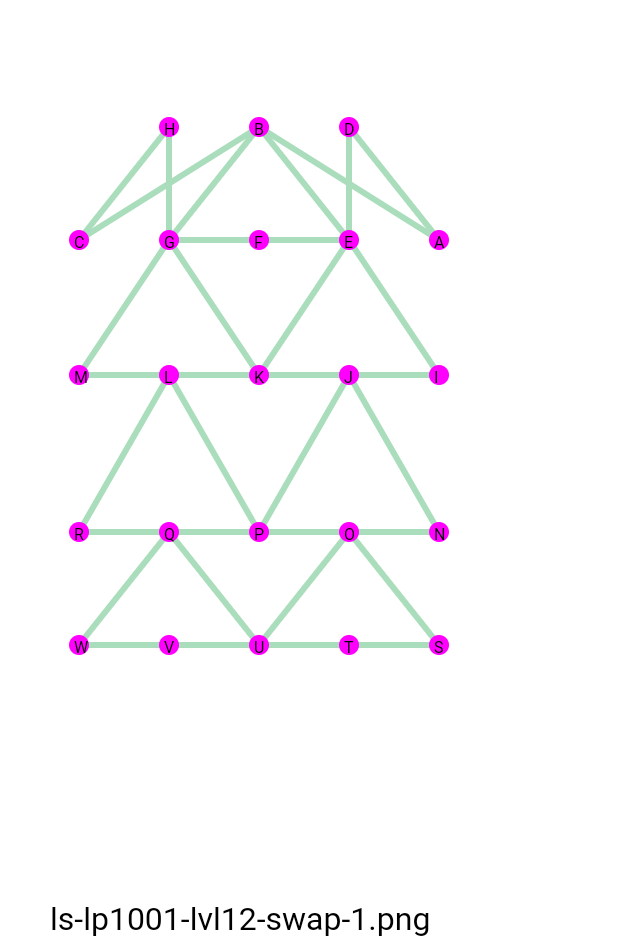 H B D
C G F E A
M L K J I
R Q P O N
W V U T S
ls-lp1001-lvl12-swap-1.png